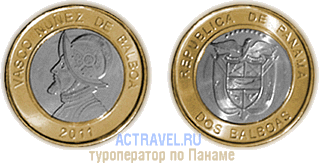 VASCO NUÑEZ DE BALBOA
2011
REPUBLICA DE PANAMA
DOS BALBOAS
ACTRAVEL.RU
туроператор по Панаме